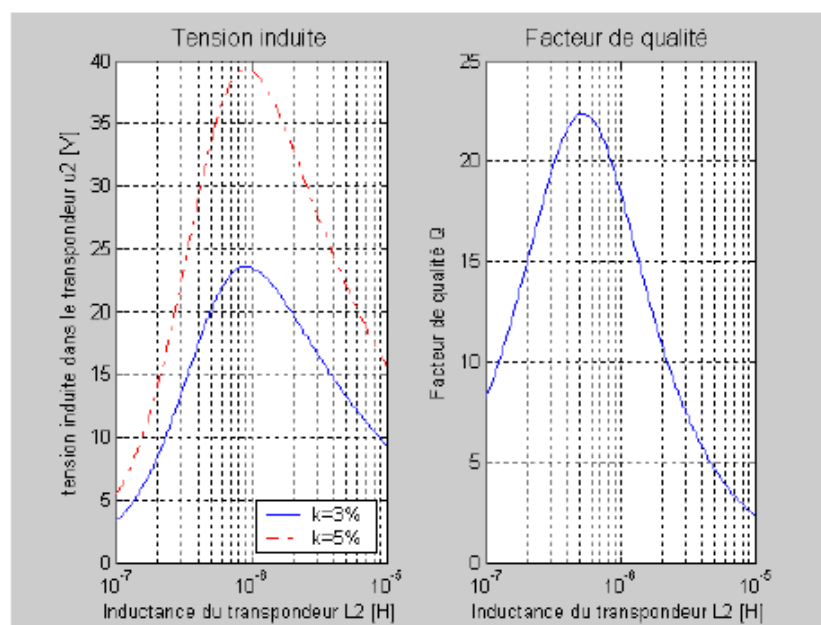 Tension induite
tension induite dans le transpondeur u2 [V]
40
35
30
25
20
15
10
5
0
k=3%
k=5%
10^-7
10^-6
10^-5
Inductance du transpondeur L2 [H]
Facteur de qualité
Facteur de qualité Q
25
20
15
10
5
0
10^-7
10^-6
10^-5
Inductance du transpondeur L2 [H]